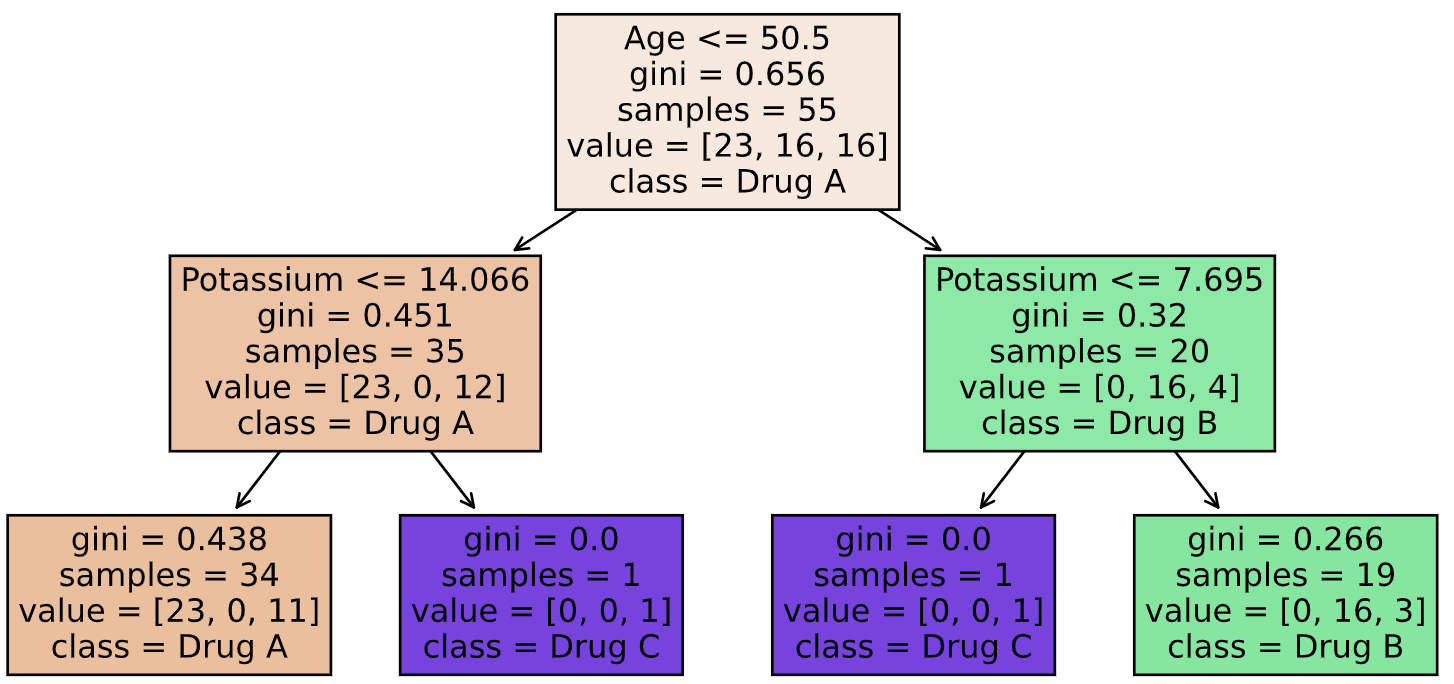 Age <= 50.5
gini = 0.656
samples = 55
value = [23, 16, 16]
class = Drug A
Potassium <= 14.066
gini = 0.451
samples = 35
value = [23, 0, 12]
class = Drug A
Potassium <= 7.695
gini = 0.32
samples = 20
value = [0, 16, 4]
class = Drug B
gini = 0.438
samples = 34
value = [23, 0, 11]
class = Drug A
gini = 0.0
samples = 1
value = [0, 0, 1]
class = Drug C
gini = 0.0
samples = 1
value = [0, 0, 1]
class = Drug C
gini = 0.266
samples = 19
value = [0, 16, 3]
class = Drug B